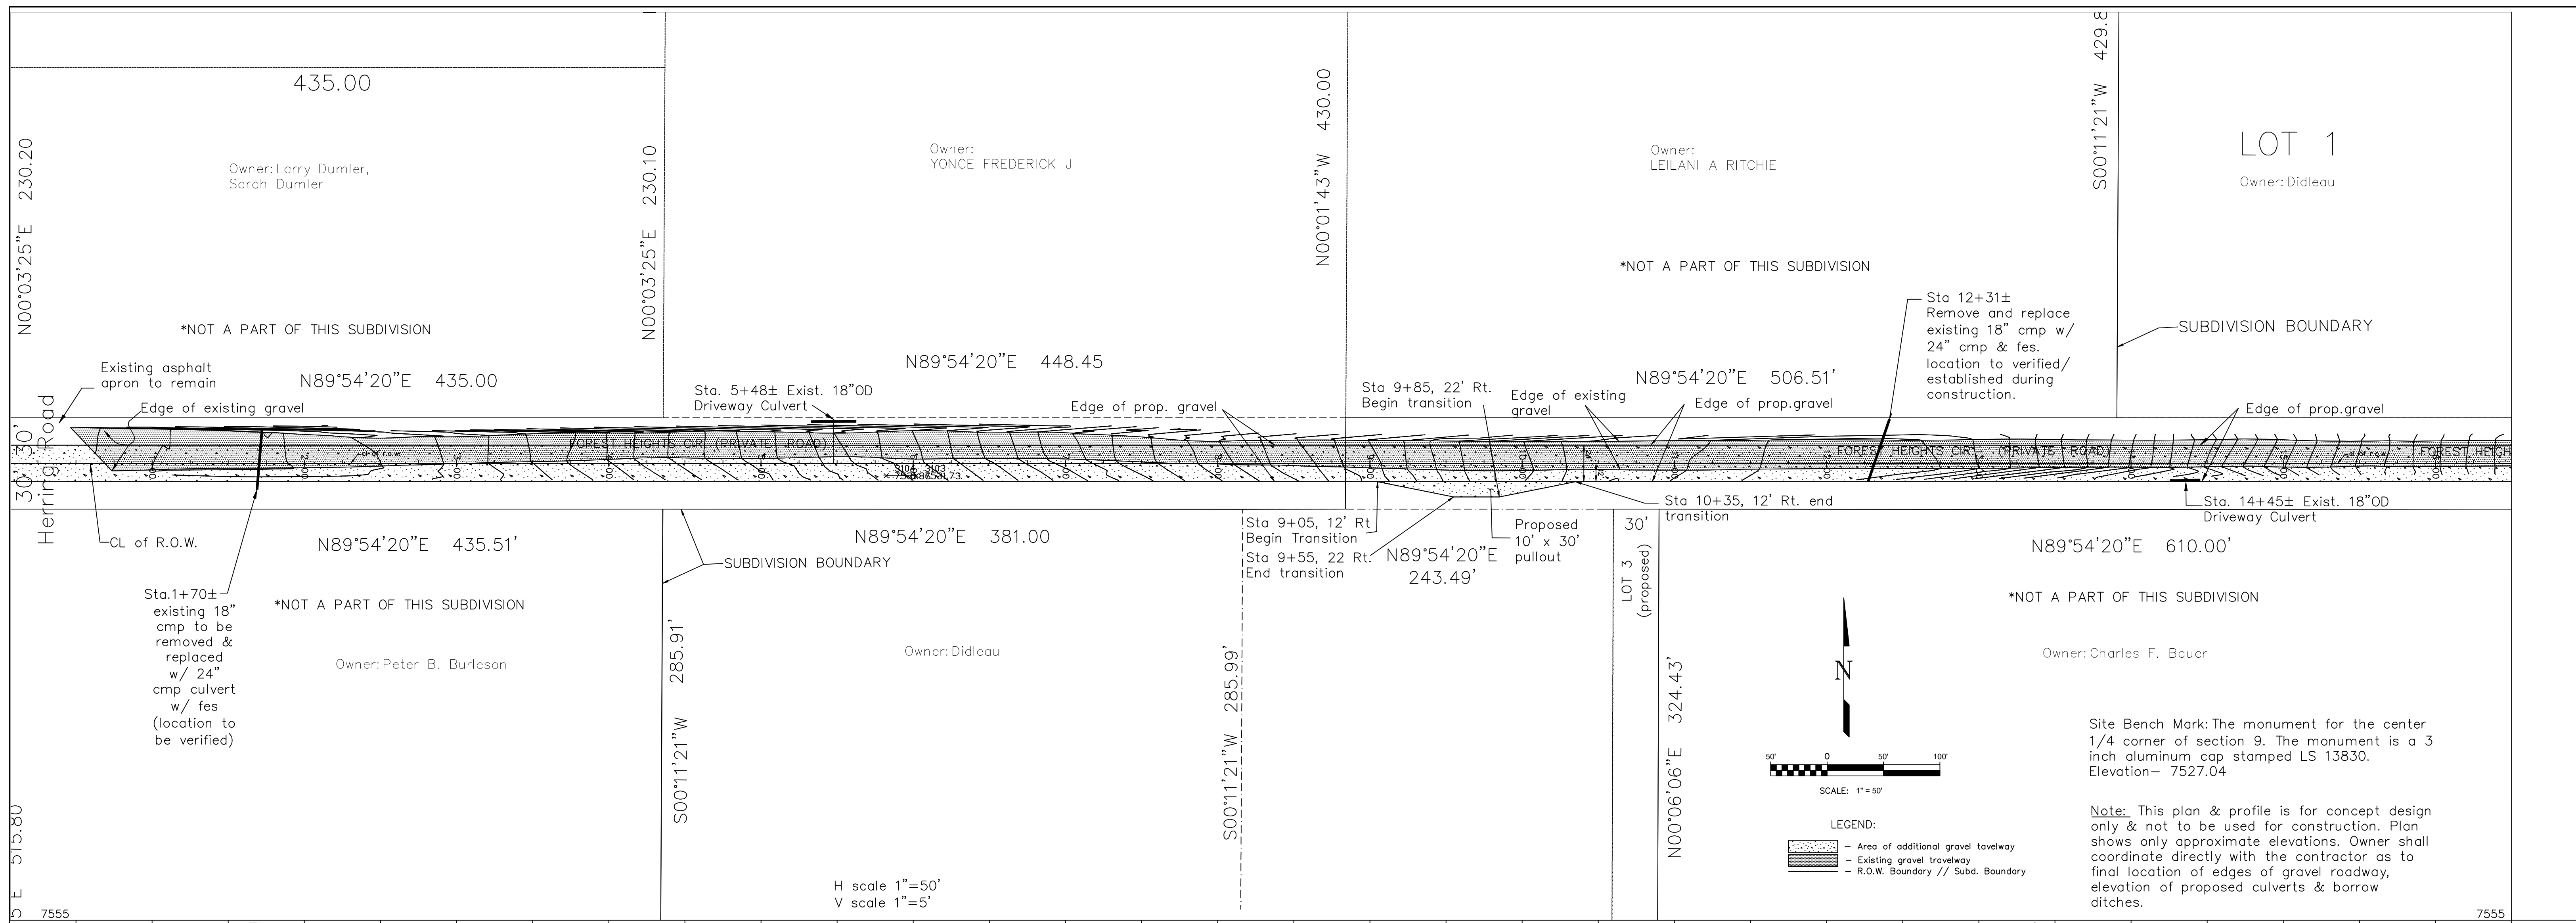 435.00
N00°03'25"E 230.20
Owner: Larry Dumler,
Sarah Dumler
N00°03'25"E 230.10
Owner:
YONCE FREDERICK J
N00°01'43"W 430.00
Owner:
LEILANI A RITCHIE
S00°11'21"W 429.8
LOT 1
Owner: Didleau
*NOT A PART OF THIS SUBDIVISION
*NOT A PART OF THIS SUBDIVISION
Sta 12+31±
Remove and replace
existing 18" cmp w/
24" cmp & fes.
location to verified/
established during
construction.
SUBDIVISION BOUNDARY
Existing asphalt
apron to remain
N89°54'20"E 435.00
Edge of existing gravel
N89°54'20"E 448.45
Sta. 5+48± Exist. 18"OD
Driveway Culvert
Edge of prop. gravel
Sta 9+85, 22' Rt.
Begin transition
N89°54'20"E 506.51'
Edge of existing
gravel
Edge of prop.gravel
Edge of prop.gravel
Herring Road
30' 30'
FOREST HEIGHTS CIR. (PRIVATE ROAD)
FOREST HEIGHTS CIR. (PRIVATE ROAD)
FOREST HEIGH
CL of R.O.W.
N89°54'20"E 435.51'
SUBDIVISION BOUNDARY
N89°54'20"E 381.00
Sta 9+05, 12' Rt
Begin Transition
Sta 9+55, 22 Rt.
End transition
N89°54'20"E
243.49'
Proposed
10' x 30'
pullout
Sta 10+35, 12' Rt. end
transition
30'
LOT 3
(proposed)
Sta. 14+45± Exist. 18"OD
Driveway Culvert
N89°54'20"E 610.00'
Sta.1+70±
existing 18"
cmp to be
removed &
replaced
w/ 24"
cmp culvert
w/ fes
(location to
be verified)
*NOT A PART OF THIS SUBDIVISION
Owner: Peter B. Burleson
S00°11'21"W 285.91'
Owner: Didleau
S00°11'21"W 285.99'
N00°06'06"E 324.43'
*NOT A PART OF THIS SUBDIVISION
Owner: Charles F. Bauer
N
50' 0 50' 100'
SCALE: 1" = 50'
LEGEND:
- Area of additional gravel tavelway
- Existing gravel travelway
- R.O.W. Boundary // Subd. Boundary
Site Bench Mark: The monument for the center
1/4 corner of section 9. The monument is a 3
inch aluminum cap stamped LS 13830.
Elevation- 7527.04
Note: This plan & profile is for concept design
only & not to be used for construction. Plan
shows only approximate elevations. Owner shall
coordinate directly with the contractor as to
final location of edges of gravel roadway,
elevation of proposed culverts & borrow
ditches.
H scale 1"=50'
V scale 1"=5'
5 E 515.80
7555
7555